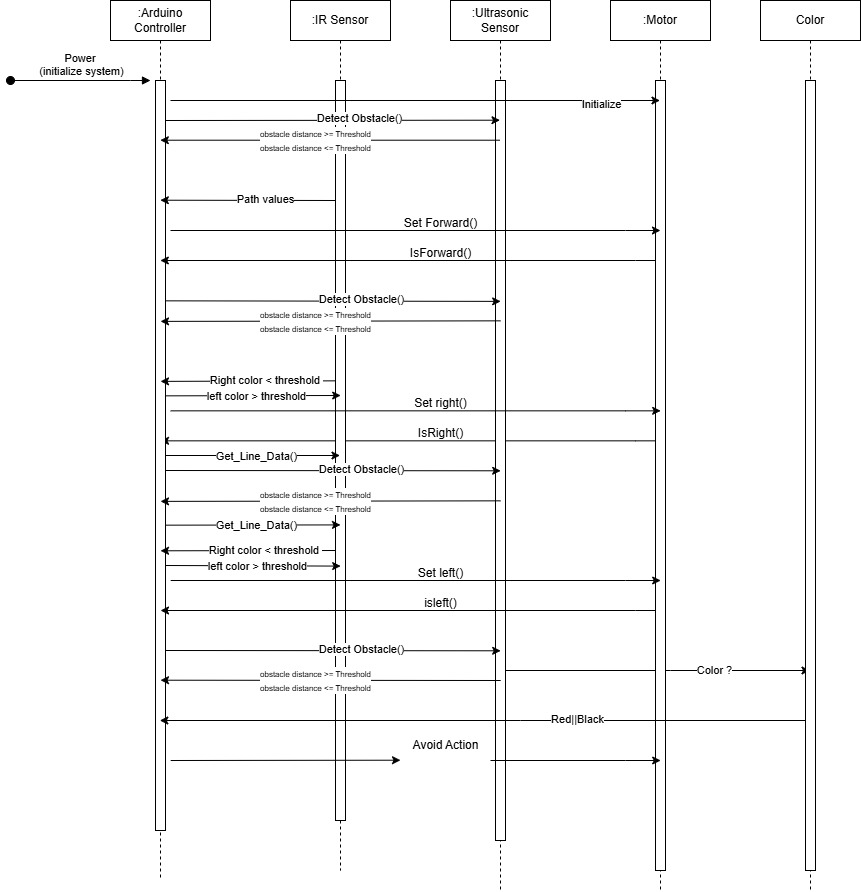 :Arduino
Controller
:IR Sensor
:Ultrasonic
Sensor
:Motor
Color
Power
(initialize system)
Initialize
Detect Obstacle()
obstacle distance >= Threshold
obstacle distance <= Threshold
Path values
Set Forward()
IsForward()
Detect Obstacle()
obstacle distance >= Threshold
obstacle distance <= Threshold
Right color < threshold
left color > threshold
Set right()
IsRight()
Get_Line_Data()
Detect Obstacle()
obstacle distance >= Threshold
obstacle distance <= Threshold
Get_Line_Data()
Right color < threshold
left color > threshold
Set left()
isleft()
Detect Obstacle()
Color ?
obstacle distance >= Threshold
obstacle distance <= Threshold
Red||Black
Avoid Action